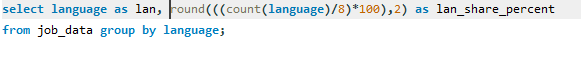 select language as lan, round(((count(language)/8)*100),2) as lan_share_percent
from job_data group by language;